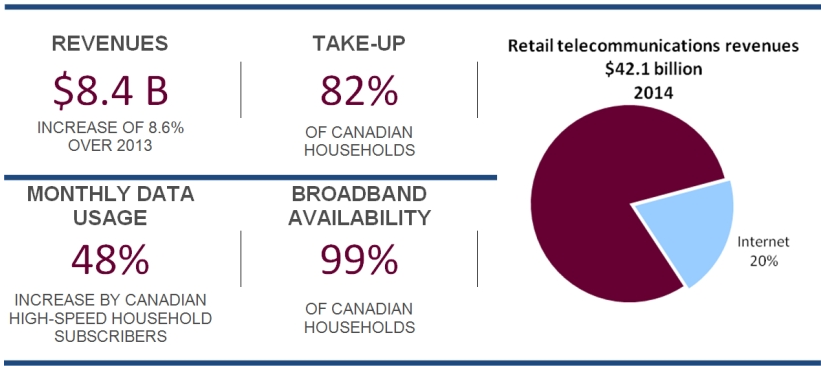 REVENUES
$8.4 B
INCREASE OF 8.6%
OVER 2013
TAKE-UP
82%
OF CANADIAN
HOUSEHOLDS
MONTHLY DATA
USAGE
48%
INCREASE BY CANADIAN
HIGH-SPEED HOUSEHOLD
SUBSCRIBERS
BROADBAND
AVAILABILITY
99%
OF CANADIAN
HOUSEHOLDS
Retail telecommunications revenues
$42.1 billion
2014
Internet
20%